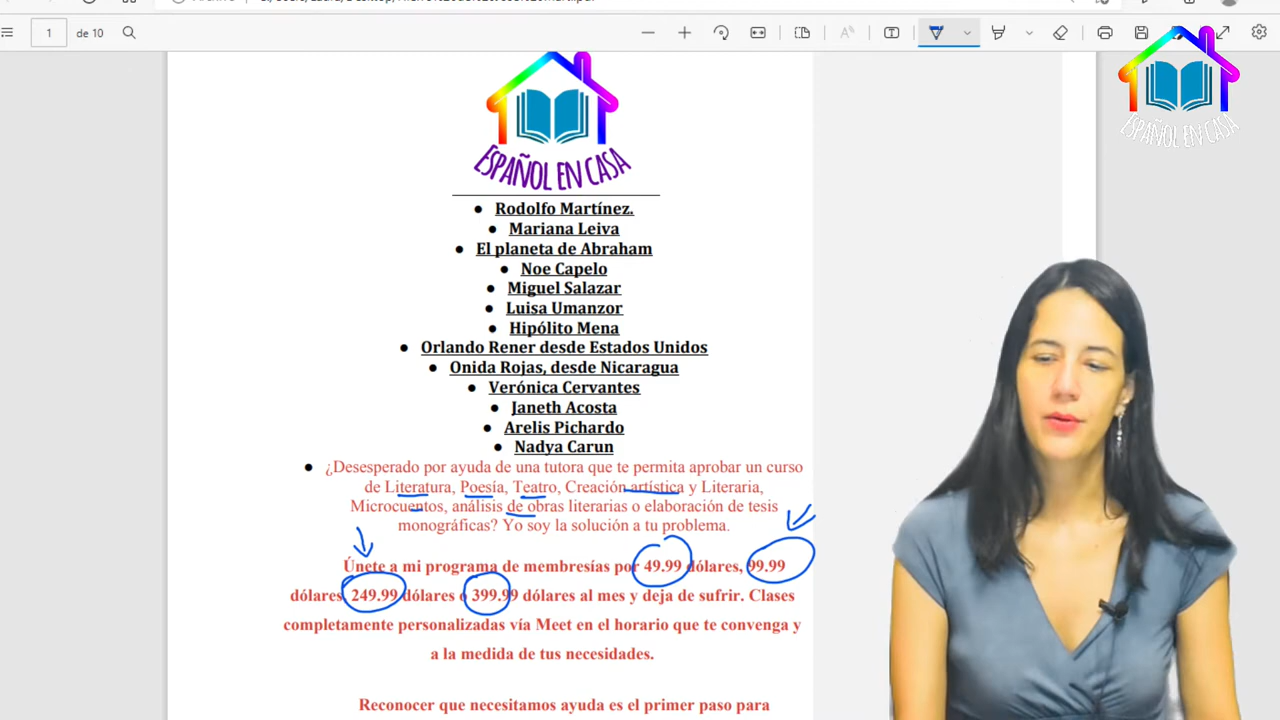 1
de 10
ESPAÑOL EN CASA
ESPAÑOL EN CASA
● Rodolfo Martínez.
● Mariana Leiva
● El planeta de Abraham
● Noe Capelo
● Miguel Salazar
● Luisa Umanzor
● Hipólito Mena
● Orlando Rener desde Estados Unidos
● Onida Rojas, desde Nicaragua
● Verónica Cervantes
● Janeth Acosta
● Arelis Pichardo
● Nadya Carun
● ¿Desesperado por ayuda de una tutora que te permita aprobar un curso
de Literatura, Poesía, Teatro, Creación artística y Literaria,
Microcuentos, análisis de obras literarias o elaboración de tesis
monográficas? Yo soy la solución a tu problema.
Únete a mi programa de membresías por 49.99 dólares, 99.99
dólares 249.99 dólares o 399.99 dólares al mes y deja de sufrir. Clases
completamente personalizadas vía Meet en el horario que te convenga y
a la medida de tus necesidades.
Reconocer que necesitamos ayuda es el primer paso para